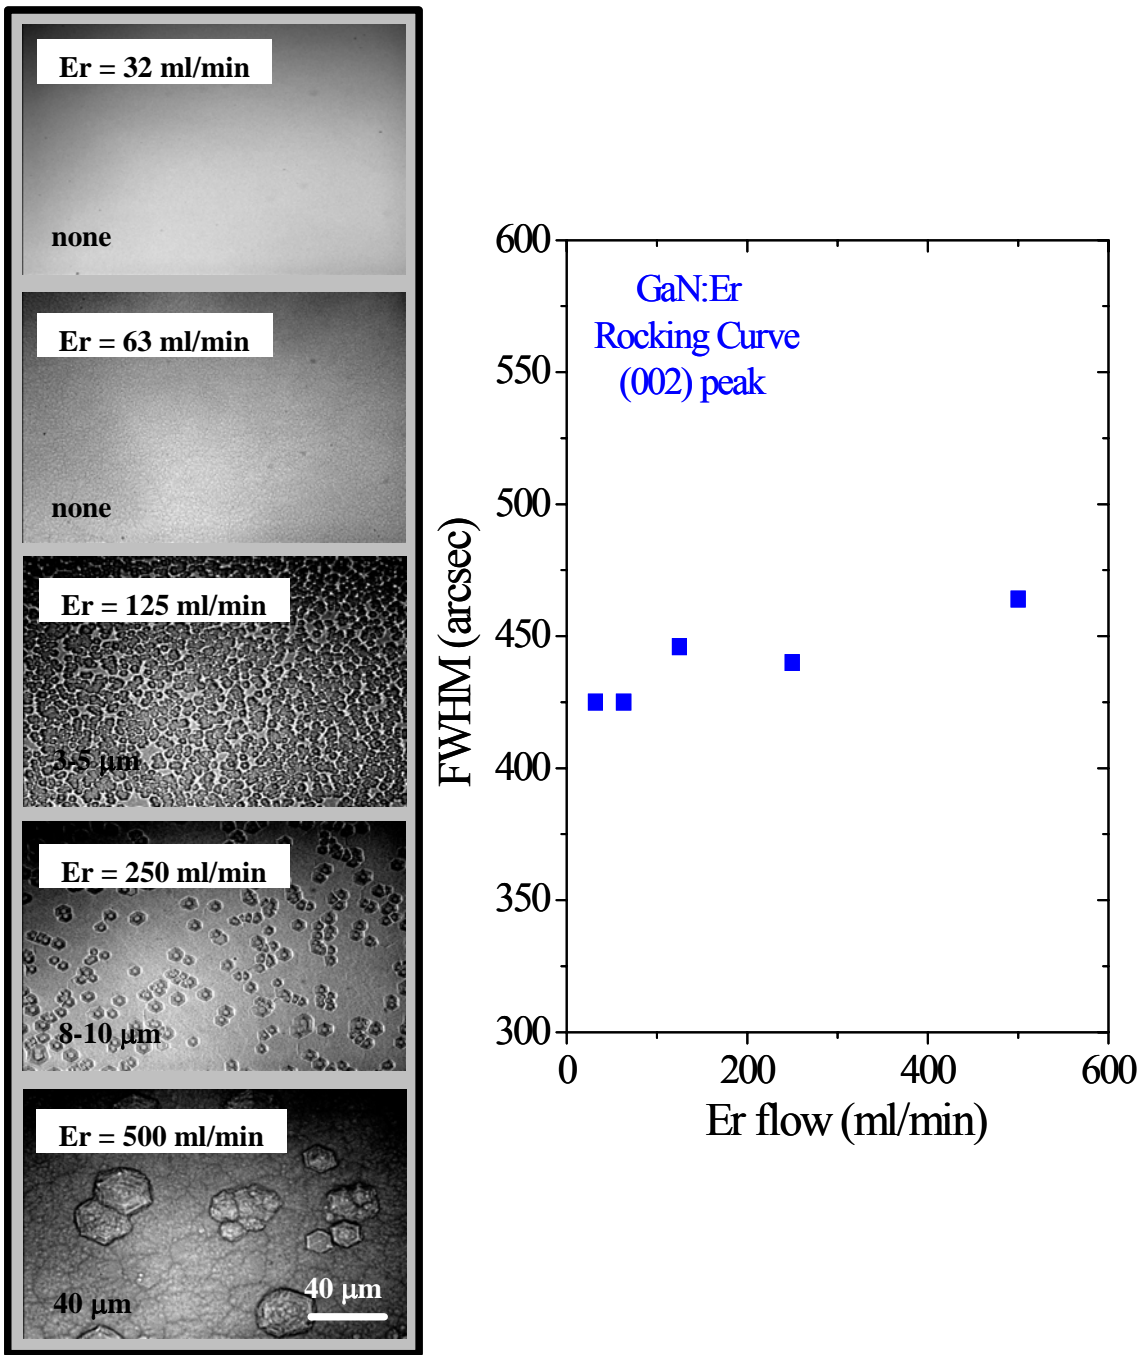 Er = 32 ml/min
none
Er = 63 ml/min
none
Er = 125 ml/min
3-5 μm
Er = 250 ml/min
8-10 μm
Er = 500 ml/min
40 μm
40 μm
GaN:Er
Rocking Curve
(002) peak
FWHM (arcsec)
600
550
500
450
400
350
300
0 200 400 600
Er flow (ml/min)